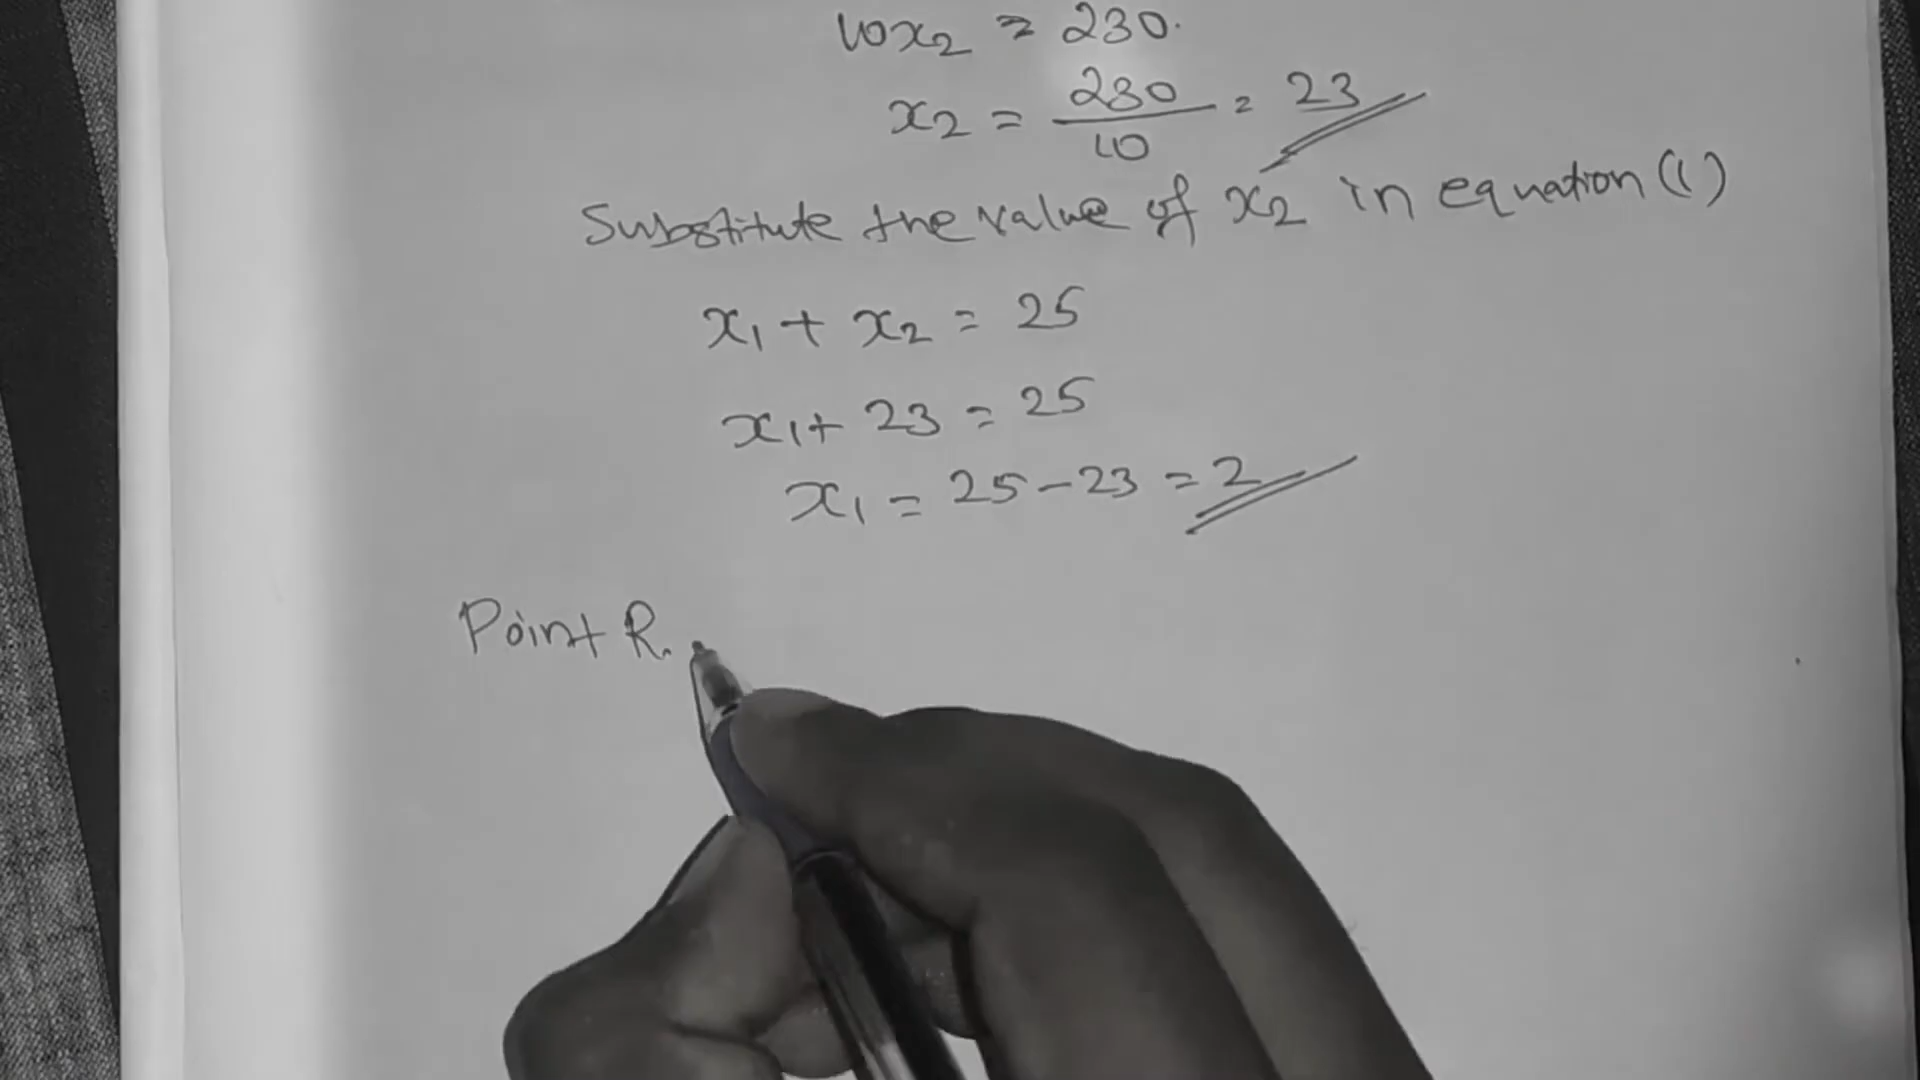 10x₂ = 230.
x₂ = 230/10 = 23
Substitute the value of x₂ in equation (1)
x₁ + x₂ = 25
x₁ + 23 = 25
x₁ = 25 - 23 = 2
Point R.